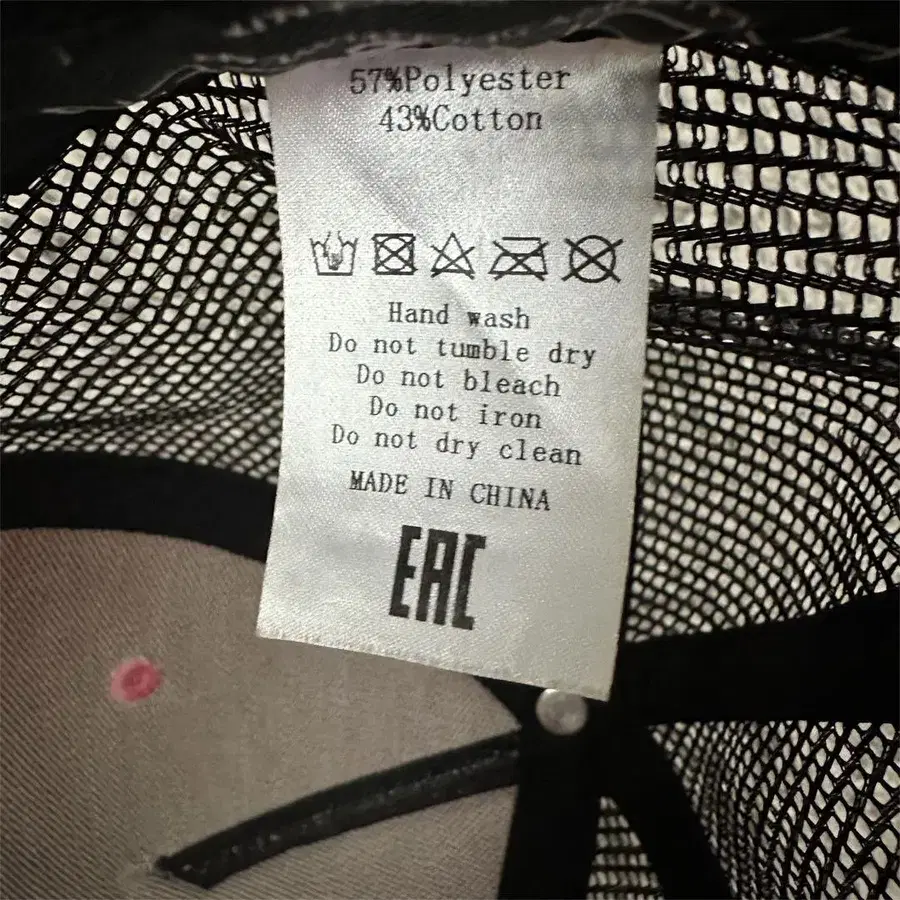 57%Polyester
43%Cotton
Hand wash
Do not tumble dry
Do not bleach
Do not iron
Do not dry clean
MADE IN CHINA
EAC